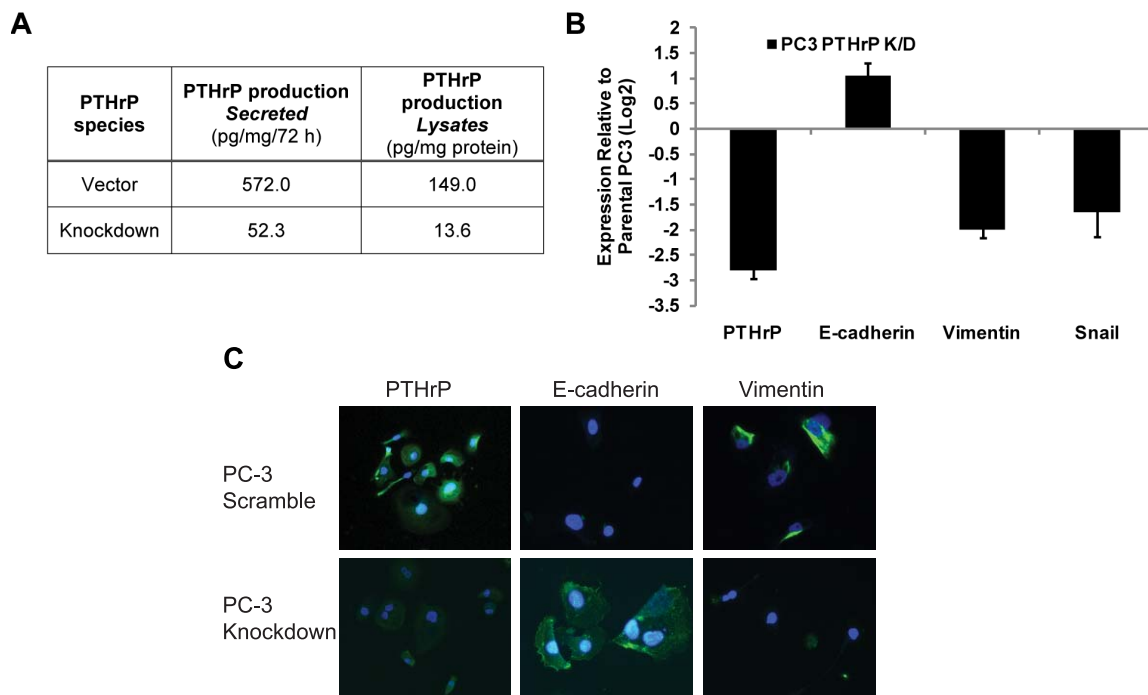 A
PTHrP
species
PTHrP production
Secreted
(pg/mg/72 h)
PTHrP
production
Lysates
(pg/mg protein)
Vector
572.0
149.0
Knockdown
52.3
13.6
B
Expression Relative to
Parental PC3 (Log2)
2
1.5
1
0.5
0
-0.5
-1
-1.5
-2
-2.5
-3
-3.5
PC3 PTHrP K/D
PTHrP
E-cadherin
Vimentin
Snail
C
PTHrP
E-cadherin
Vimentin
PC-3
Scramble
PC-3
Knockdown